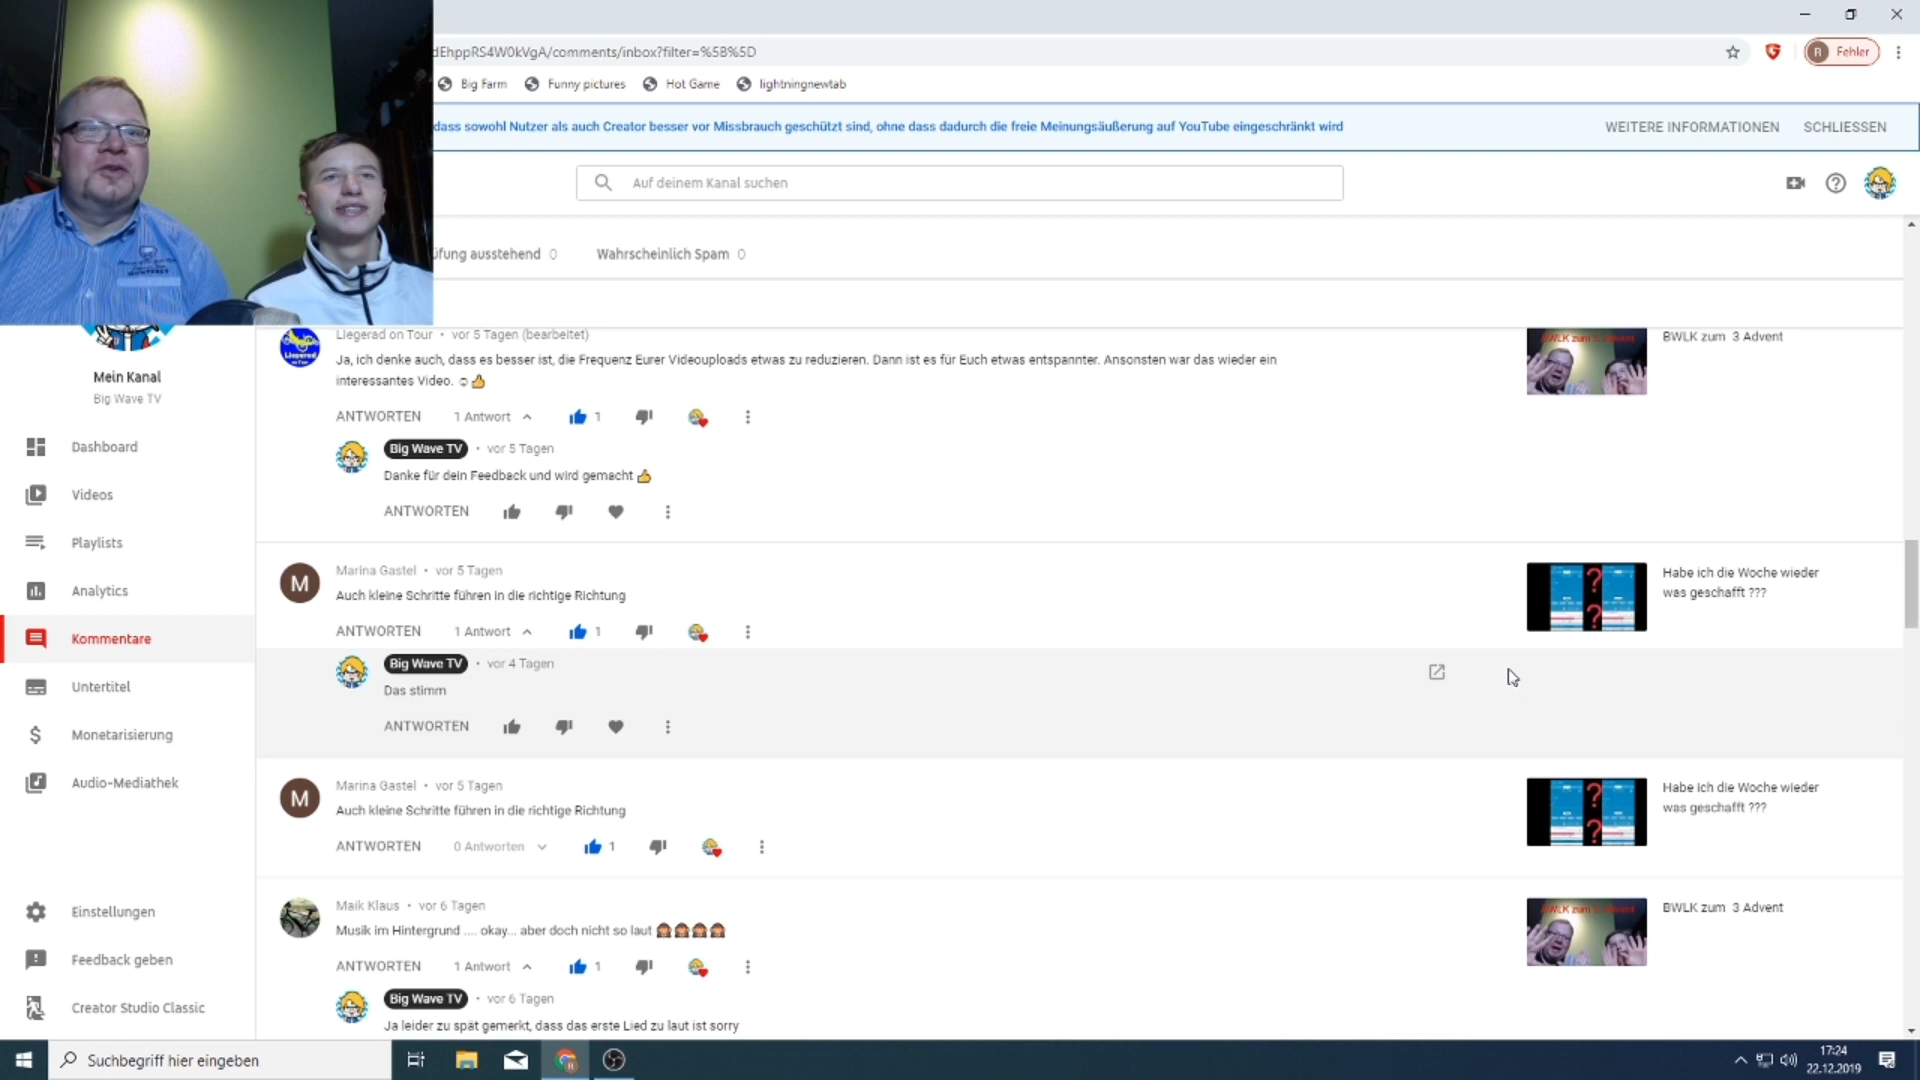 dEhppRS4W0kVgA/comments/inbox?filter=%5B%5D
R Fehler
Big Farm Funny pictures Hot Game lightningnewtab
dass sowohl Nutzer als auch Creator besser vor Missbrauch geschützt sind, ohne dass dadurch die freie Meinungsäußerung auf YouTube eingeschränkt wird WEITERE INFORMATIONEN SCHLIESSEN
Auf deinem Kanal suchen
üfung ausstehend 0 Wahrscheinlich Spam 0
Liegerad on Tour • vor 5 Tagen (bearbeitet)
BWLK zum 3 Advent
Ja, ich denke auch, dass es besser ist, die Frequenz Eurer Videouploads etwas zu reduzieren. Dann ist es für Euch etwas entspannter. Ansonsten war das wieder ein
interessantes Video.
ANTWORTEN 1 Antwort 1
Big Wave TV • vor 5 Tagen
Danke für dein Feedback und wird gemacht
ANTWORTEN
Mein Kanal
Big Wave TV
Dashboard
Videos
Playlists
Analytics
Kommentare
Untertitel
Monetarisierung
Audio-Mediathek
Einstellungen
Feedback geben
Creator Studio Classic
M Marina Gastel • vor 5 Tagen
Auch kleine Schritte führen in die richtige Richtung
Habe ich die Woche wieder
was geschafft ???
ANTWORTEN 1 Antwort 1
Big Wave TV • vor 4 Tagen
Das stimm
ANTWORTEN
M Marina Gastel • vor 5 Tagen
Auch kleine Schritte führen in die richtige Richtung
Habe ich die Woche wieder
was geschafft ???
ANTWORTEN 0 Antworten 1
Maik Klaus • vor 6 Tagen
Musik im Hintergrund .... okay... aber doch nicht so laut
BWLK zum 3 Advent
ANTWORTEN 1 Antwort 1
Big Wave TV • vor 6 Tagen
Ja leider zu spät gemerkt, dass das erste Lied zu laut ist sorry
Suchbegriff hier eingeben
17:24
22.12.2019